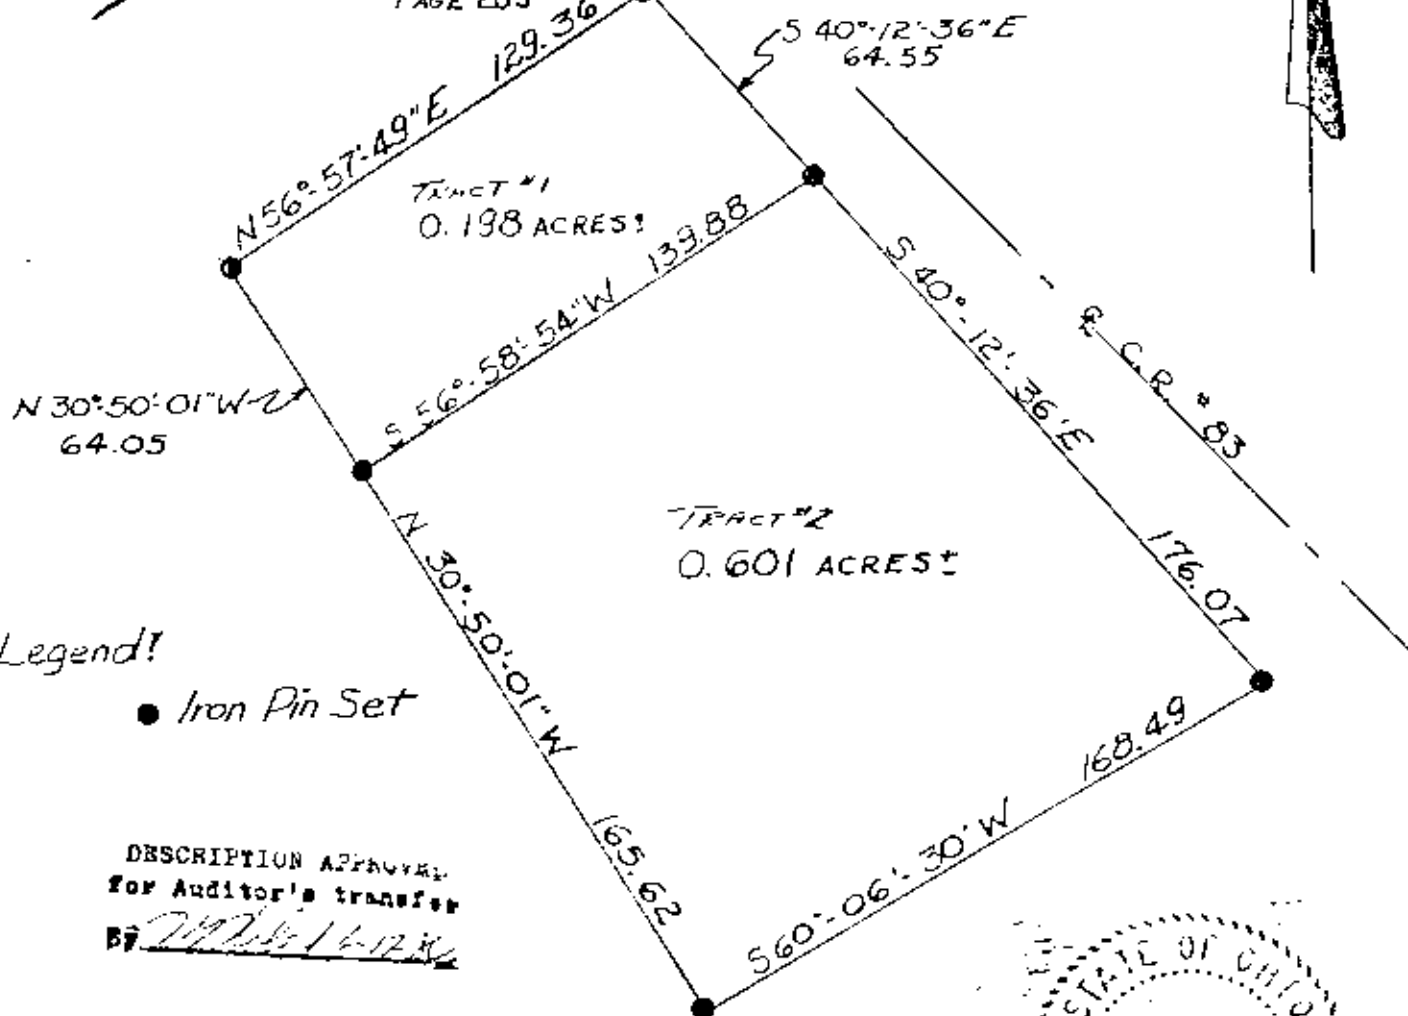 129.36
S 40°-12'-36"E
64.55
N 56°-57'-49"E
TRACT #1
0.198 ACRES±
139.88
S 56°-58'-54"W
S 40°-12'-36'E
℄ C.R. #83
N 30°-50'-01"W
64.05
TRACT #2
0.601 ACRES±
176.07
N 30°-50'-01"W
Legend!
Iron Pin Set
165.62
168.49
S60°-06'-30'W
DESCRIPTION APPROVAL
for Auditor's transfer
By
STATE OF OHIO